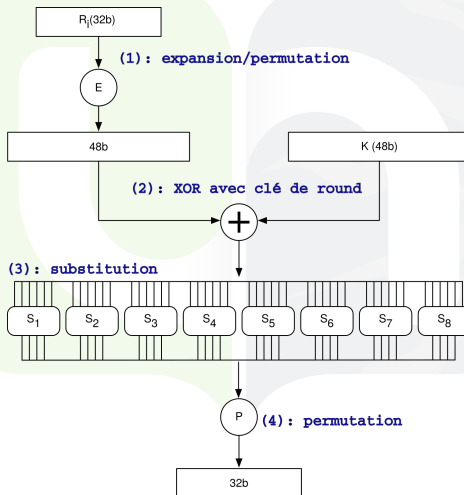 Ri(32b)
(1): expansion/permutation
E
48b
K (48b)
(2): XOR avec clé de round
+
(3): substitution
S1 S2 S3 S4 S5 S6 S7 S8
P
(4): permutation
32b